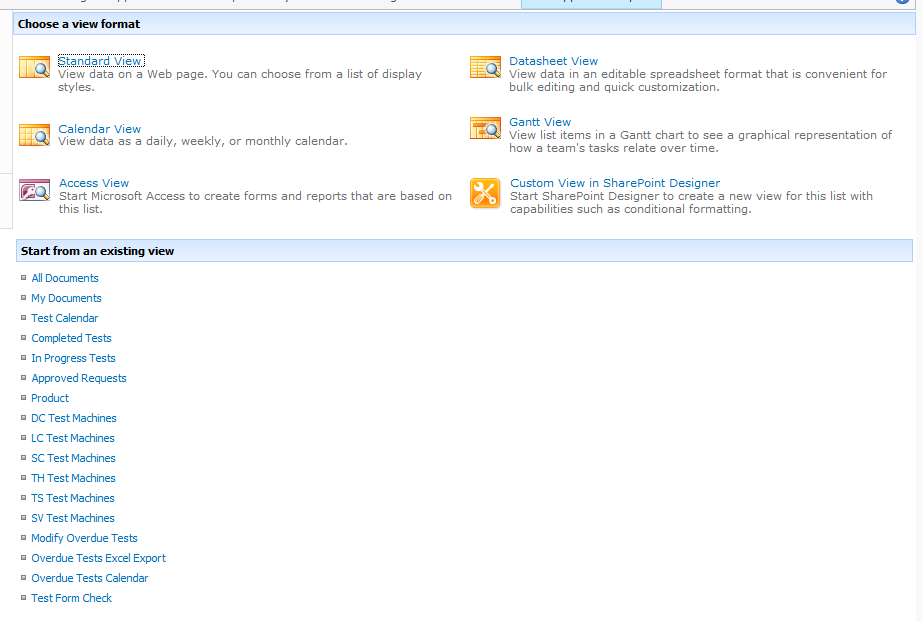 Choose a view format
Standard View
View data on a Web page. You can choose from a list of display
styles.
Datasheet View
View data in an editable spreadsheet format that is convenient for
bulk editing and quick customization.
Calendar View
View data as a daily, weekly, or monthly calendar.
Gantt View
View list items in a Gantt chart to see a graphical representation of
how a team's tasks relate over time.
Access View
Start Microsoft Access to create forms and reports that are based on
this list.
Custom View in SharePoint Designer
Start SharePoint Designer to create a new view for this list with
capabilities such as conditional formatting.
Start from an existing view
All Documents
My Documents
Test Calendar
Completed Tests
In Progress Tests
Approved Requests
Product
DC Test Machines
LC Test Machines
SC Test Machines
TH Test Machines
TS Test Machines
SV Test Machines
Modify Overdue Tests
Overdue Tests Excel Export
Overdue Tests Calendar
Test Form Check